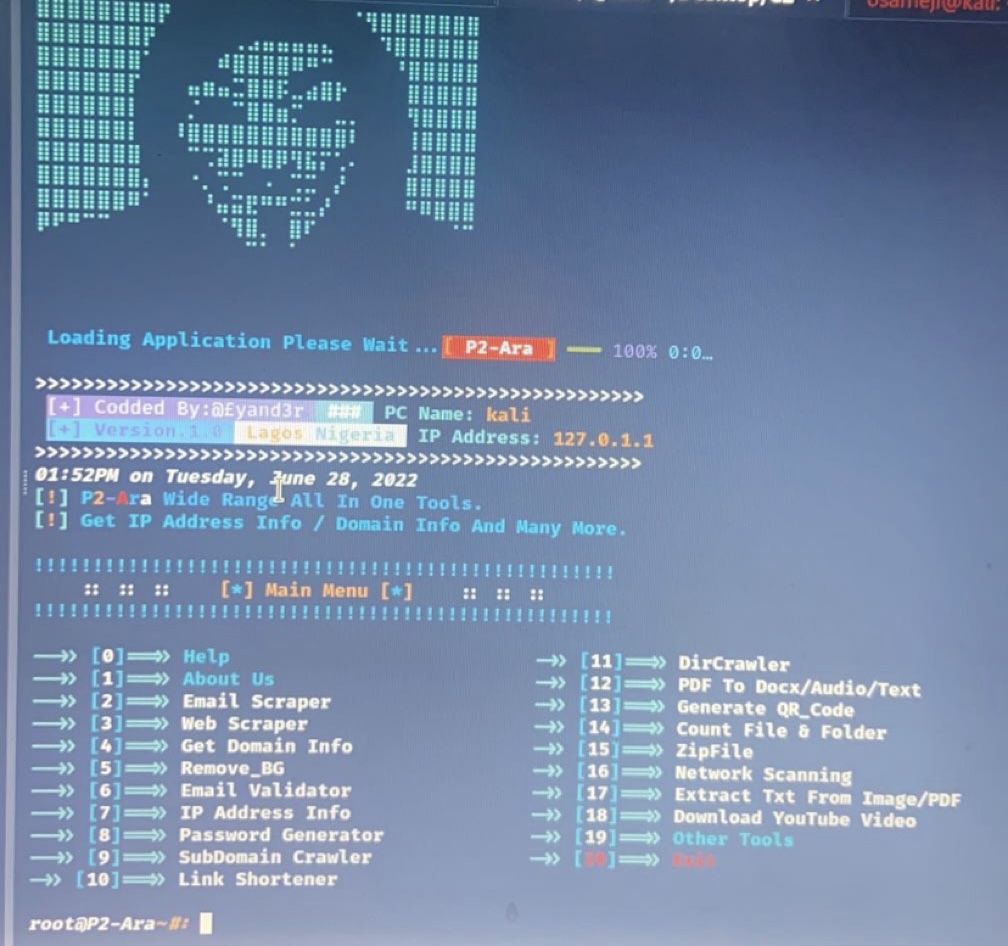 osameji@kali:
Loading Application Please Wait ... [ P2-Ara ] 100% 0:0…
>>>>>>>>>>>>>>>>>>>>>>>>>>>>>>>>>>>>>>>>>>>>>>>>>>>
[+] Codded By:@£yand3r ### PC Name: kali
[+] Version.1.0 Lagos Nigeria IP Address: 127.0.1.1
>>>>>>>>>>>>>>>>>>>>>>>>>>>>>>>>>>>>>>>>>>>>>>>>>>>
01:52PM on Tuesday, June 28, 2022
[!] P2-Ara Wide Range All In One Tools.
[!] Get IP Address Info / Domain Info And Many More.
!!!!!!!!!!!!!!!!!!!!!!!!!!!!!!!!!!!!!!!!!!!!!!!!!!
:: :: :: [*] Main Menu [*] :: :: ::
!!!!!!!!!!!!!!!!!!!!!!!!!!!!!!!!!!!!!!!!!!!!!!!!!!
—>> [0]==>> Help
—>> [1]==>> About Us
—>> [2]==>> Email Scraper
—>> [3]==>> Web Scraper
—>> [4]==>> Get Domain Info
—>> [5]==>> Remove_BG
—>> [6]==>> Email Validator
—>> [7]==>> IP Address Info
—>> [8]==>> Password Generator
—>> [9]==>> SubDomain Crawler
—>> [10]==>> Link Shortener
—>> [11]==>> DirCrawler
—>> [12]==>> PDF To Docx/Audio/Text
—>> [13]==>> Generate QR_Code
—>> [14]==>> Count File & Folder
—>> [15]==>> ZipFile
—>> [16]==>> Network Scanning
—>> [17]==>> Extract Txt From Image/PDF
—>> [18]==>> Download YouTube Video
—>> [19]==>> Other Tools
—>> ==>> Exit
root@P2-Ara~#: